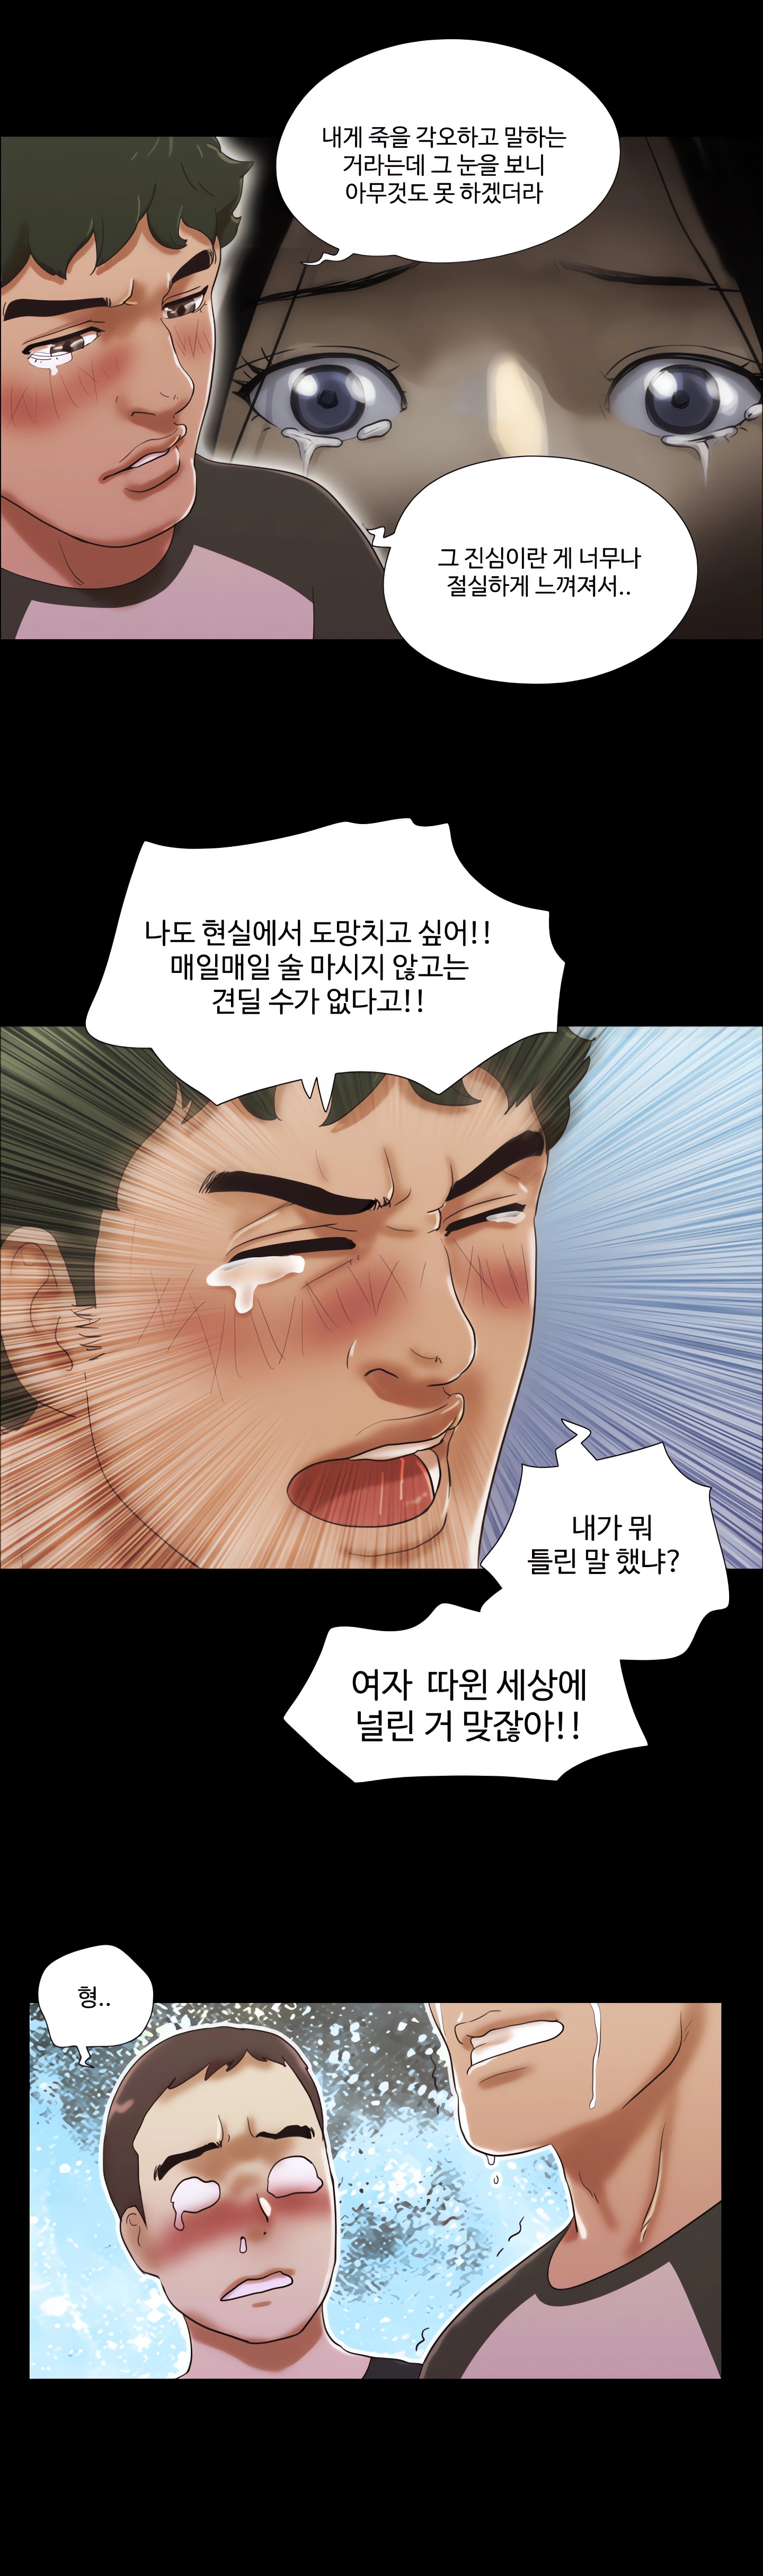 내게 죽을 각오하고 말하는
거라는데 그 눈을 보니
아무것도 못 하겠더라
그 진심이란 게 너무나
절실하게 느껴져서..
나도 현실에서 도망치고 싶어!!
매일매일 술 마시지 않고는
견딜 수가 없다고!!
내가 뭐
틀린 말 했냐?
여자 따윈 세상에
널린 거 맞잖아!!
형..